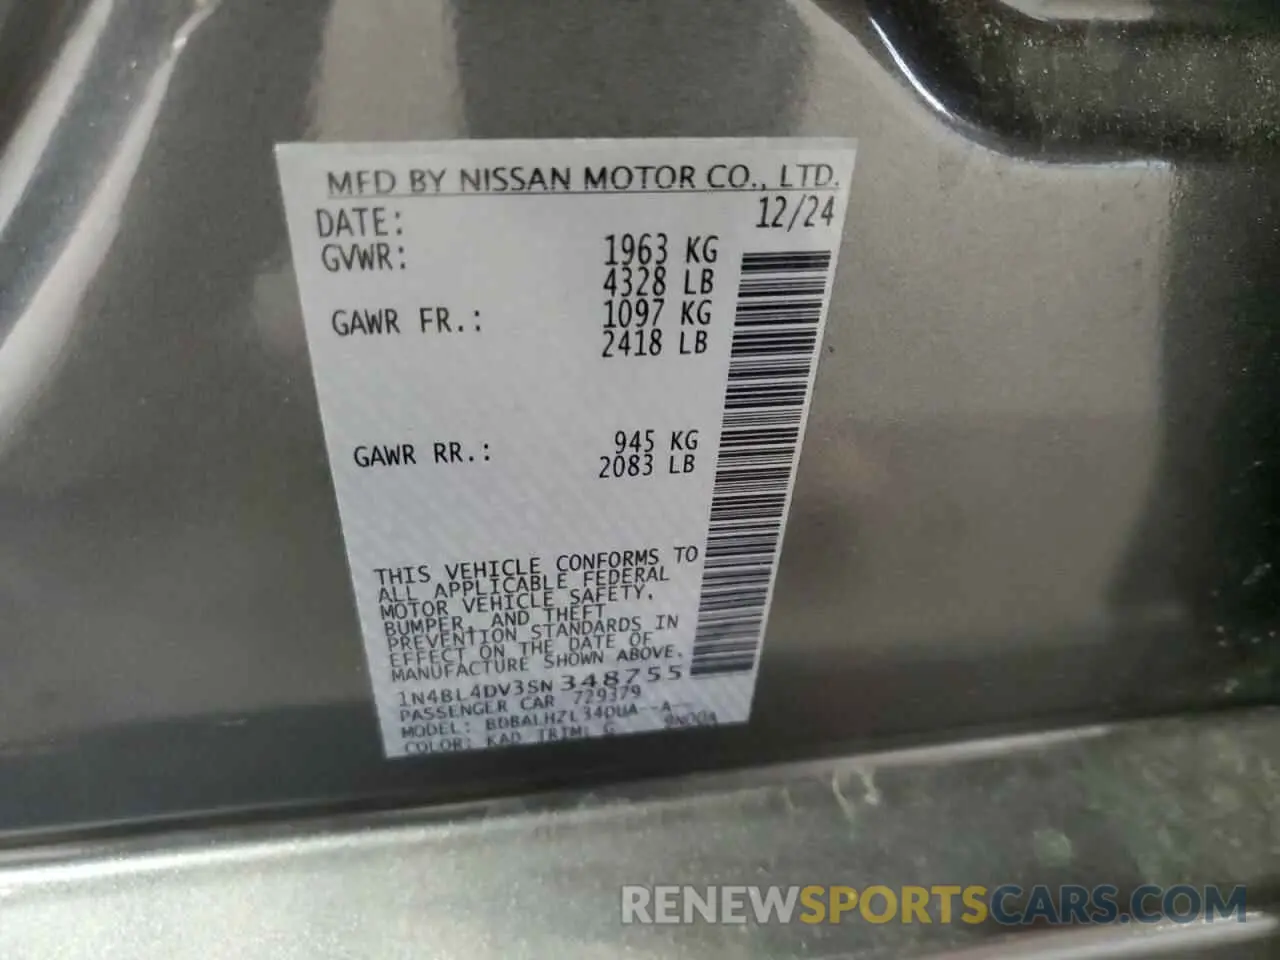 MFD BY NISSAN MOTOR CO., LTD.
DATE: 12/24
GVWR: 1963 KG
4328 LB
GAWR FR.: 1097 KG
2418 LB
GAWR RR.: 945 KG
2083 LB
THIS VEHICLE CONFORMS TO
ALL APPLICABLE FEDERAL
MOTOR VEHICLE SAFETY,
BUMPER, AND THEFT
PREVENTION STANDARDS IN
EFFECT ON THE DATE OF
MANUFACTURE SHOWN ABOVE.
1N4BL4DV3SN348755
PASSENGER CAR 729379
MODEL: BDBALHZL34DUA--A--
COLOR: KAD TRIM: G
RENEWSPORTSCARS.COM